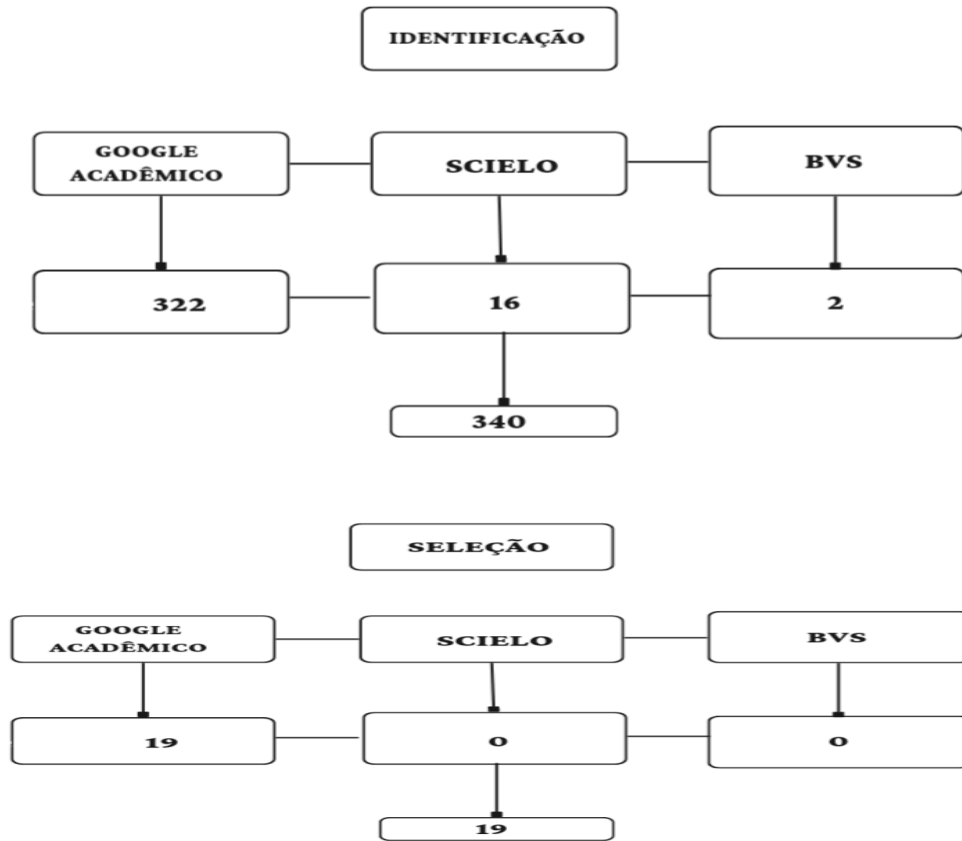 IDENTIFICAÇÃO
GOOGLE
ACADÊMICO
SCIELO
BVS
322
16
2
340
SELEÇÃO
GOOGLE
ACADÊMICO
SCIELO
BVS
19
0
0
19